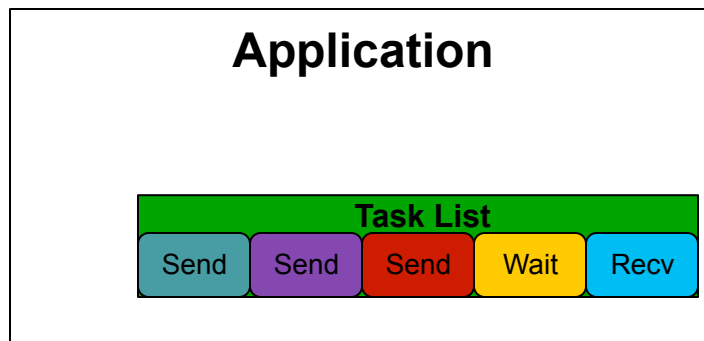 Application
Task List
Send Send Send Wait Recv